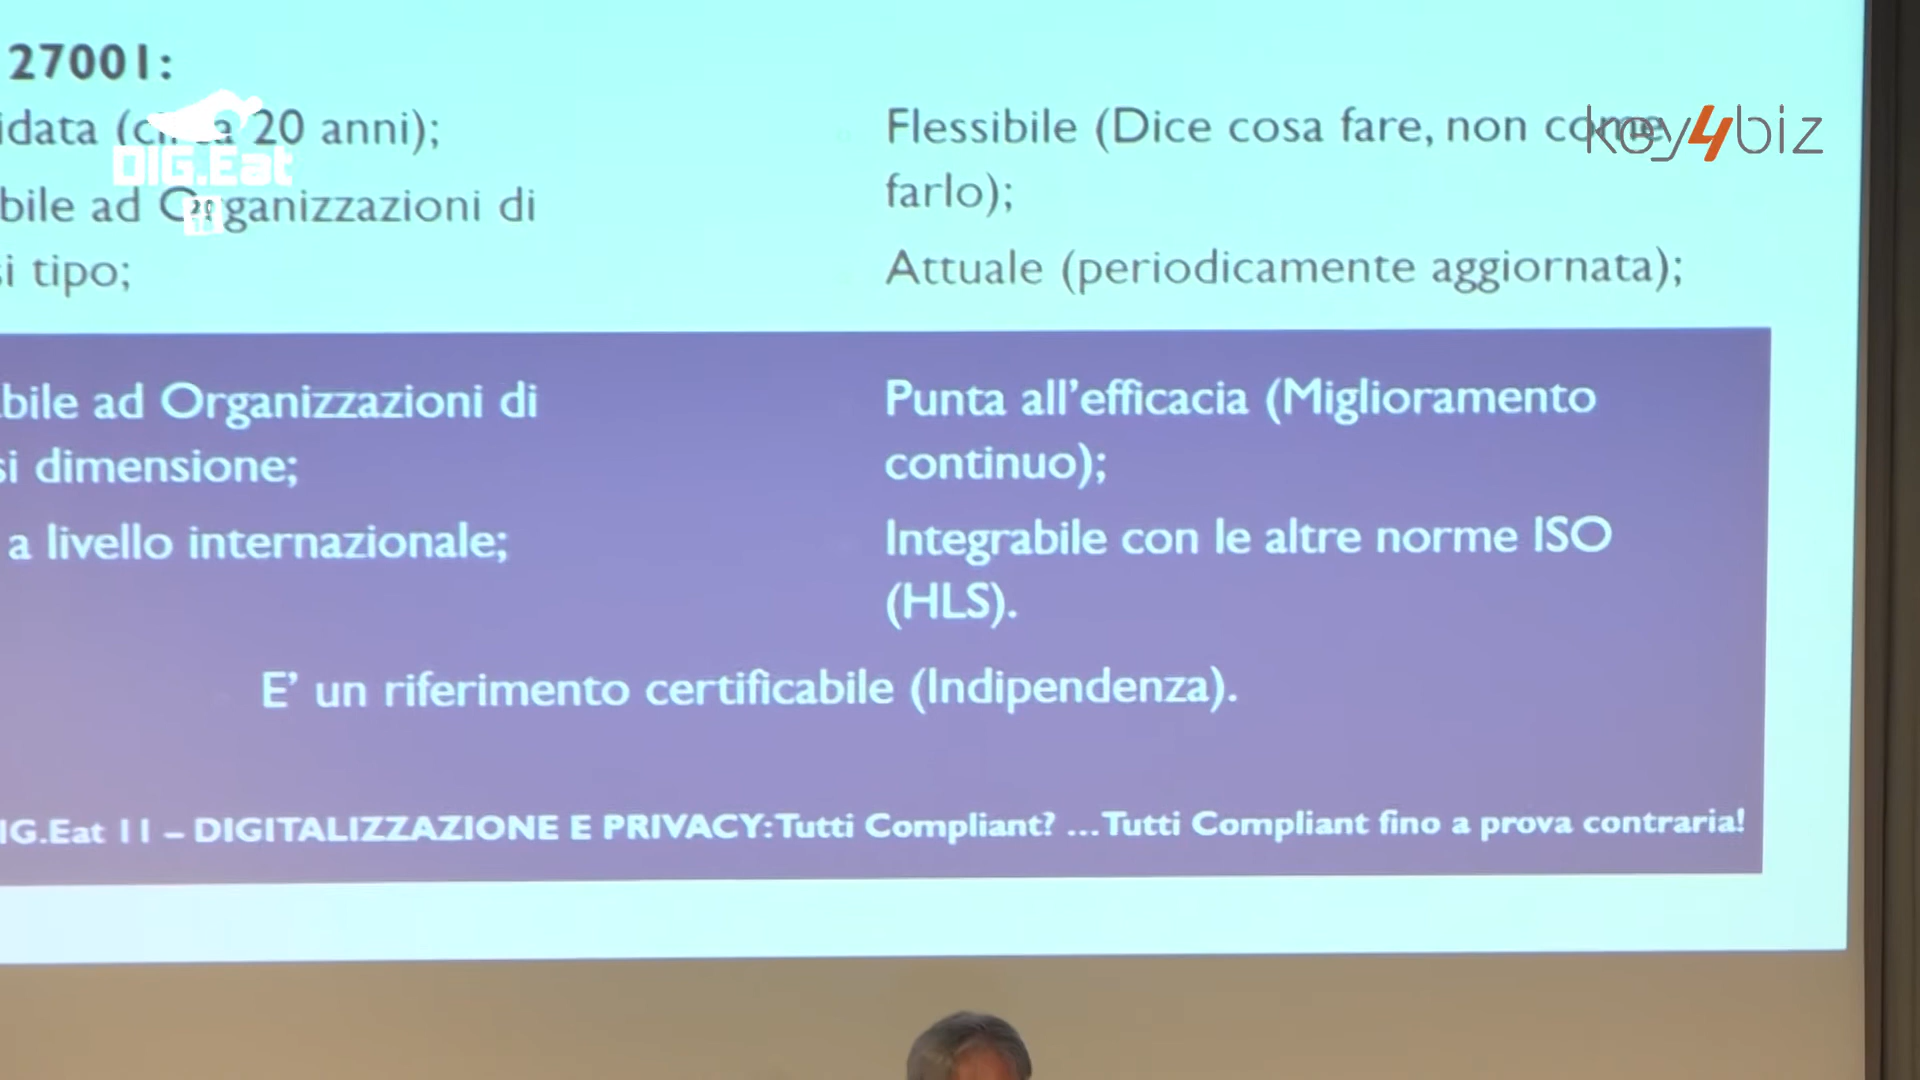 27001:
idata (circa 20 anni);
bile ad Organizzazioni di
si tipo;
Flessibile (Dice cosa fare, non come
farlo);
Attuale (periodicamente aggiornata);
bile ad Organizzazioni di
si dimensione;
a livello internazionale;
Punta all'efficacia (Miglioramento
continuo);
Integrabile con le altre norme ISO
(HLS).
E' un riferimento certificabile (Indipendenza).
IG.Eat 11 – DIGITALIZZAZIONE E PRIVACY: Tutti Compliant? ...Tutti Compliant fino a prova contraria!
DIG.Eat
key4biz